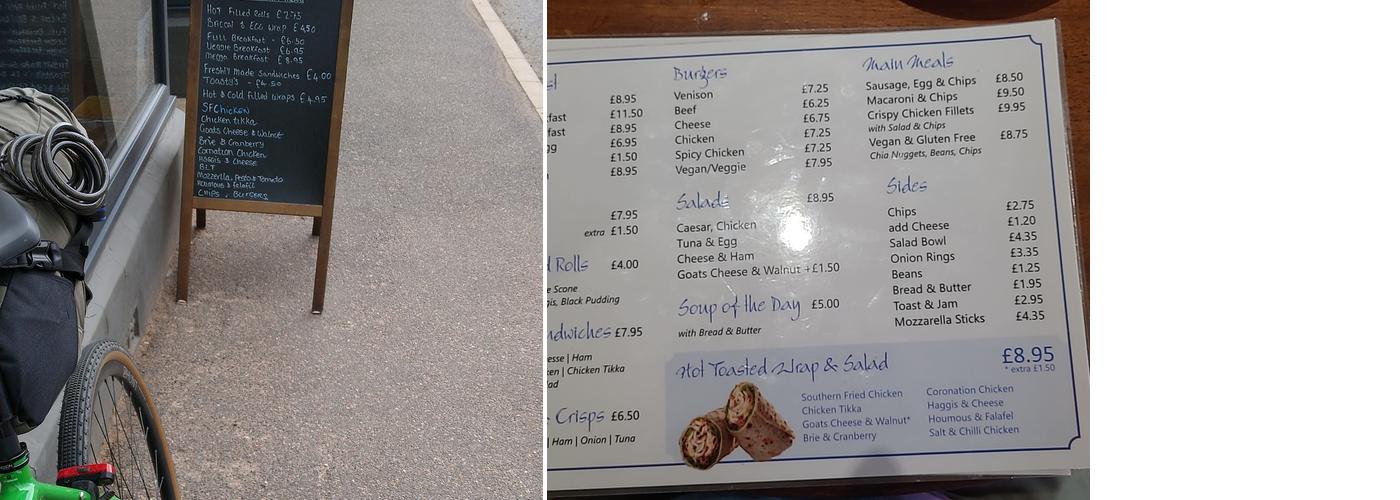 HOT Filled Rolls £2.75
Bacon & EGG Wrap £4.50
Full Breakfast - £6.50
Veggie Breakfast £6.95
Mega Breakfast £8.95
Freshly Made Sandwiches £4.00
Toasty's - £4.50
Hot & Cold filled wraps £4.95
SFChicken
Chicken tikka
Goats Cheese & Walnut
Brie & Cranberry
Cornation Chicken
Haggis & Cheese
BLT
Mozzerella, Pesto & Tomato
Houmous & Falafil
CHIPS, BURGERS
£8.95
fast £11.50
fast £8.95
£6.95
£1.50
£8.95
£7.95
extra £1.50
Rolls £4.00
Scone
Black Pudding
£7.95
Ham
Chicken Tikka
Crisps £6.50
| Ham | Onion | Tuna
Burgers
Venison £7.25
Beef £6.25
Cheese £6.75
Chicken £7.25
Spicy Chicken £7.25
Vegan/Veggie £7.95
Salads £8.95
Caesar, Chicken
Tuna & Egg
Cheese & Ham
Goats Cheese & Walnut +£1.50
Soup of the Day £5.00
with Bread & Butter
Main Meals
Sausage, Egg & Chips £8.50
Macaroni & Chips £9.50
Crispy Chicken Fillets £9.95
with Salad & Chips
Vegan & Gluten Free £8.75
Chia Nuggets, Beans, Chips
Sides
Chips £2.75
add Cheese £1.20
Salad Bowl £4.35
Onion Rings £3.35
Beans £1.25
Bread & Butter £1.95
Toast & Jam £2.95
Mozzarella Sticks £4.35
Hot Toasted Wrap & Salad £8.95
* extra £1.50
Southern Fried Chicken
Chicken Tikka
Goats Cheese & Walnut*
Brie & Cranberry
Coronation Chicken
Haggis & Cheese
Houmous & Falafel
Salt & Chilli Chicken